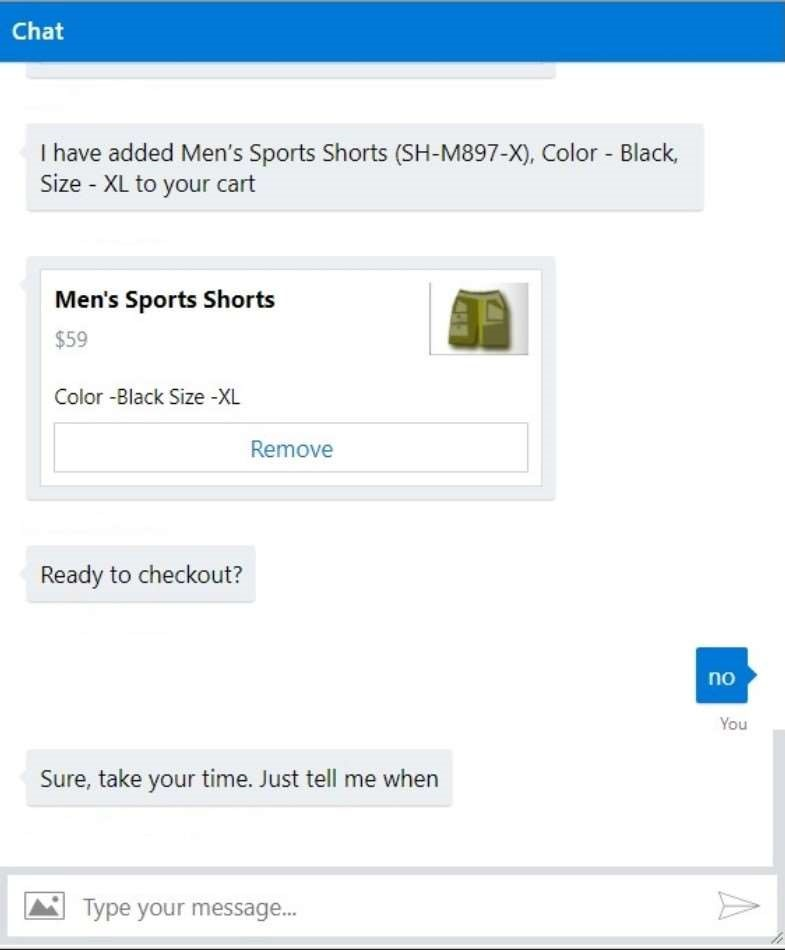 Chat
I have added Men’s Sports Shorts (SH-M897-X), Color - Black,
Size - XL to your cart
Men's Sports Shorts
$59
Color -Black Size -XL
Remove
Ready to checkout?
no
You
Sure, take your time. Just tell me when
Type your message...